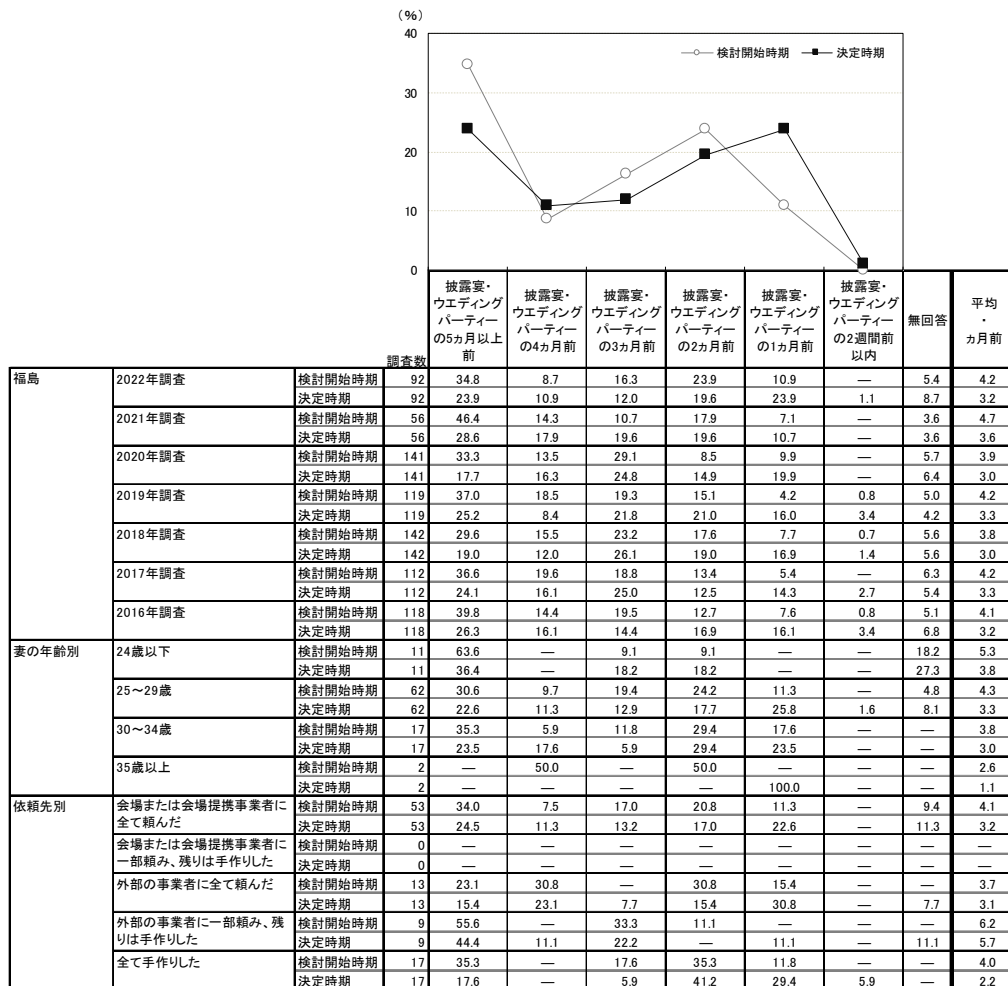 （％）
40
30
20
10
0
検討開始時期 決定時期
調査数 披露宴・ウエディングパーティーの5ヵ月以上前 披露宴・ウエディングパーティーの4ヵ月前 披露宴・ウエディングパーティーの3ヵ月前 披露宴・ウエディングパーティーの2ヵ月前 披露宴・ウエディングパーティーの1ヵ月前 披露宴・ウエディングパーティーの2週間前以内 無回答 平均・ヵ月前
福島 2022年調査 検討開始時期 92 34.8 8.7 16.3 23.9 10.9 — 5.4 4.2
決定時期 92 23.9 10.9 12.0 19.6 23.9 1.1 8.7 3.2
2021年調査 検討開始時期 56 46.4 14.3 10.7 17.9 7.1 — 3.6 4.7
決定時期 56 28.6 17.9 19.6 19.6 10.7 — 3.6 3.6
2020年調査 検討開始時期 141 33.3 13.5 29.1 8.5 9.9 — 5.7 3.9
決定時期 141 17.7 16.3 24.8 14.9 19.9 — 6.4 3.0
2019年調査 検討開始時期 119 37.0 18.5 19.3 15.1 4.2 0.8 5.0 4.2
決定時期 119 25.2 8.4 21.8 21.0 16.0 3.4 4.2 3.3
2018年調査 検討開始時期 142 29.6 15.5 23.2 17.6 7.7 0.7 5.6 3.8
決定時期 142 19.0 12.0 26.1 19.0 16.9 1.4 5.6 3.0
2017年調査 検討開始時期 112 36.6 19.6 18.8 13.4 5.4 — 6.3 4.2
決定時期 112 24.1 16.1 25.0 12.5 14.3 2.7 5.4 3.3
2016年調査 検討開始時期 118 39.8 14.4 19.5 12.7 7.6 0.8 5.1 4.1
決定時期 118 26.3 16.1 14.4 16.9 16.1 3.4 6.8 3.2
妻の年齢別 24歳以下 検討開始時期 11 63.6 — 9.1 9.1 — — 18.2 5.3
決定時期 11 36.4 — 18.2 18.2 — — 27.3 3.8
25～29歳 検討開始時期 62 30.6 9.7 19.4 24.2 11.3 — 4.8 4.3
決定時期 62 22.6 11.3 12.9 17.7 25.8 1.6 8.1 3.3
30～34歳 検討開始時期 17 35.3 5.9 11.8 29.4 17.6 — — 3.8
決定時期 17 23.5 17.6 5.9 29.4 23.5 — — 3.0
35歳以上 検討開始時期 2 — 50.0 — 50.0 — — — 2.6
決定時期 2 — — — — 100.0 — — 1.1
依頼先別 会場または会場提携事業者に全て頼んだ 検討開始時期 53 34.0 7.5 17.0 20.8 11.3 — 9.4 4.1
決定時期 53 24.5 11.3 13.2 17.0 22.6 — 11.3 3.2
会場または会場提携事業者に一部頼み、残りは手作りした 検討開始時期 0 — — — — — — — —
決定時期 0 — — — — — — — —
外部の事業者に全て頼んだ 検討開始時期 13 23.1 30.8 — 30.8 15.4 — — 3.7
決定時期 13 15.4 23.1 7.7 15.4 30.8 — 7.7 3.1
外部の事業者に一部頼み、残りは手作りした 検討開始時期 9 55.6 — 33.3 11.1 — — — 6.2
決定時期 9 44.4 11.1 22.2 — 11.1 — 11.1 5.7
全て手作りした 検討開始時期 17 35.3 — 17.6 35.3 11.8 — — 4.0
決定時期 17 17.6 — 5.9 41.2 29.4 5.9 — 2.2